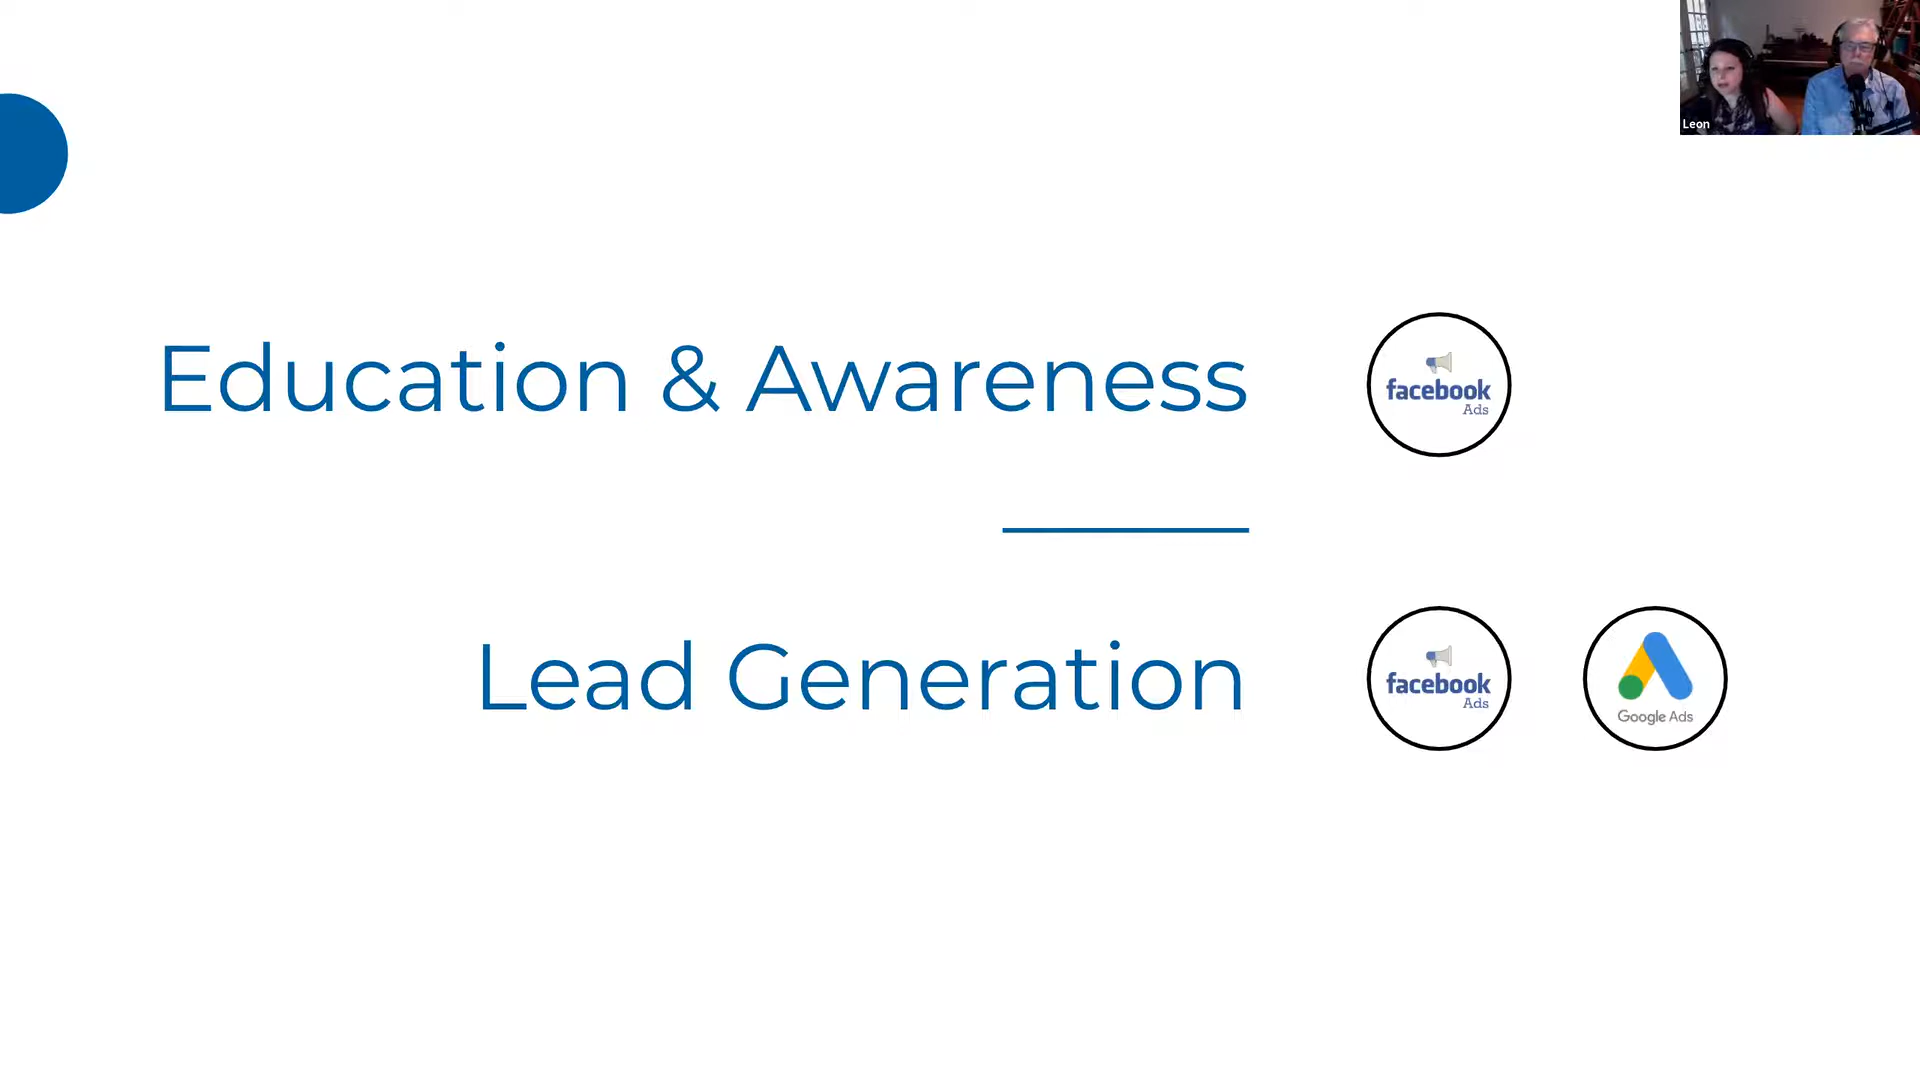 Leon
Education & Awareness
facebook
Ads
Lead Generation
facebook
Ads
Google Ads